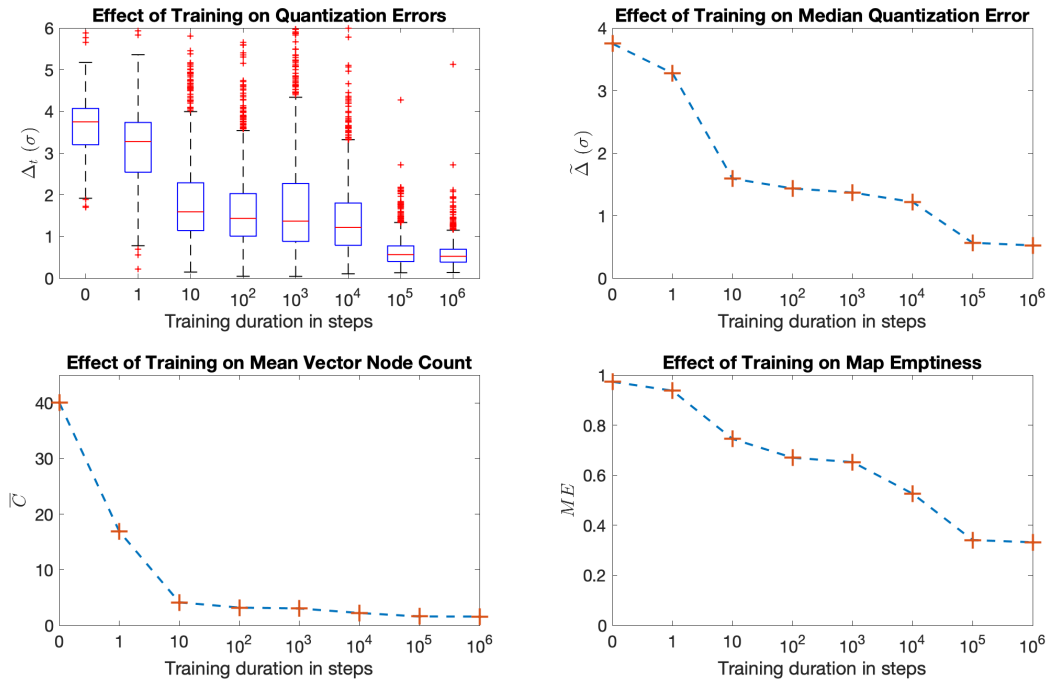 Effect of Training on Quantization Errors
6
5
4
3
2
1
0
Δₜ (σ)
0 1 10 10² 10³ 10⁴ 10⁵ 10⁶
Training duration in steps
Effect of Training on Median Quantization Error
4
3
2
1
0
Δ̃ (σ)
0 1 10 10² 10³ 10⁴ 10⁵ 10⁶
Training duration in steps
Effect of Training on Mean Vector Node Count
40
30
20
10
0
C̅
0 1 10 10² 10³ 10⁴ 10⁵ 10⁶
Training duration in steps
Effect of Training on Map Emptiness
1
0.8
0.6
0.4
0.2
0
ME
0 1 10 10² 10³ 10⁴ 10⁵ 10⁶
Training duration in steps